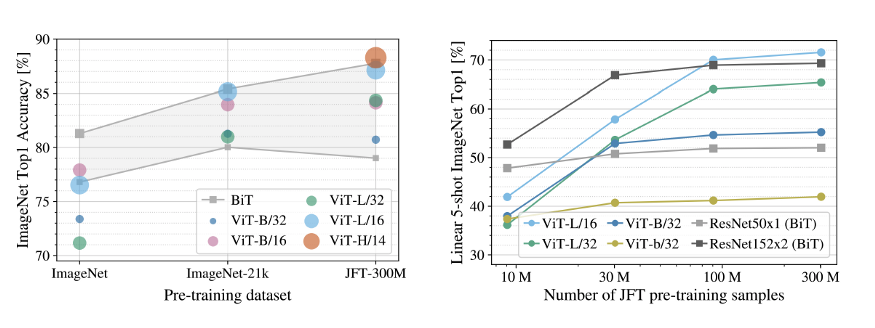 90
85
80
75
70
ImageNet Top1 Accuracy [%]
BiT
ViT-B/32
ViT-B/16
ViT-L/32
ViT-L/16
ViT-H/14
ImageNet
ImageNet-21k
JFT-300M
Pre-training dataset
70
60
50
40
30
Linear 5-shot ImageNet Top1 [%]
ViT-L/16
ViT-L/32
ViT-B/32
ViT-b/32
ResNet50x1 (BiT)
ResNet152x2 (BiT)
10 M
30 M
100 M
300 M
Number of JFT pre-training samples